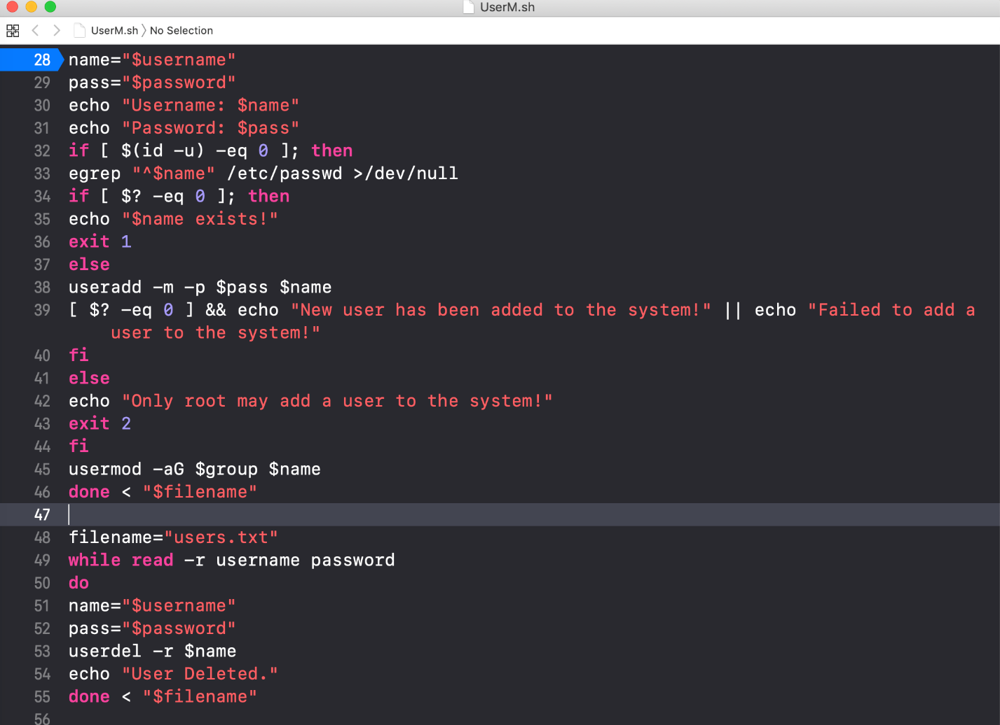 UserM.sh
UserM.sh 〉 No Selection
28 name="$username"
29 pass="$password"
30 echo "Username: $name"
31 echo "Password: $pass"
32 if [ $(id -u) -eq 0 ]; then
33 egrep "^$name" /etc/passwd >/dev/null
34 if [ $? -eq 0 ]; then
35 echo "$name exists!"
36 exit 1
37 else
38 useradd -m -p $pass $name
39 [ $? -eq 0 ] && echo "New user has been added to the system!" || echo "Failed to add a
user to the system!"
40 fi
41 else
42 echo "Only root may add a user to the system!"
43 exit 2
44 fi
45 usermod -aG $group $name
46 done < "$filename"
47
48 filename="users.txt"
49 while read -r username password
50 do
51 name="$username"
52 pass="$password"
53 userdel -r $name
54 echo "User Deleted."
55 done < "$filename"
56